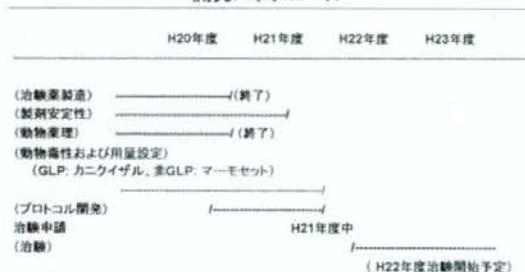 H20年度 H21年度 H22年度 H23年度
(治験薬製造) /(終了)
(製剤安定性) /
(動物薬理) /(終了)
(動物毒性および用量設定)
(GLP: カニクイザル、非GLP: マーモセット)
/
(プロトコル開発) / /
治験申請 H21年度中
(治験) /
( H22年度治験開始予定)